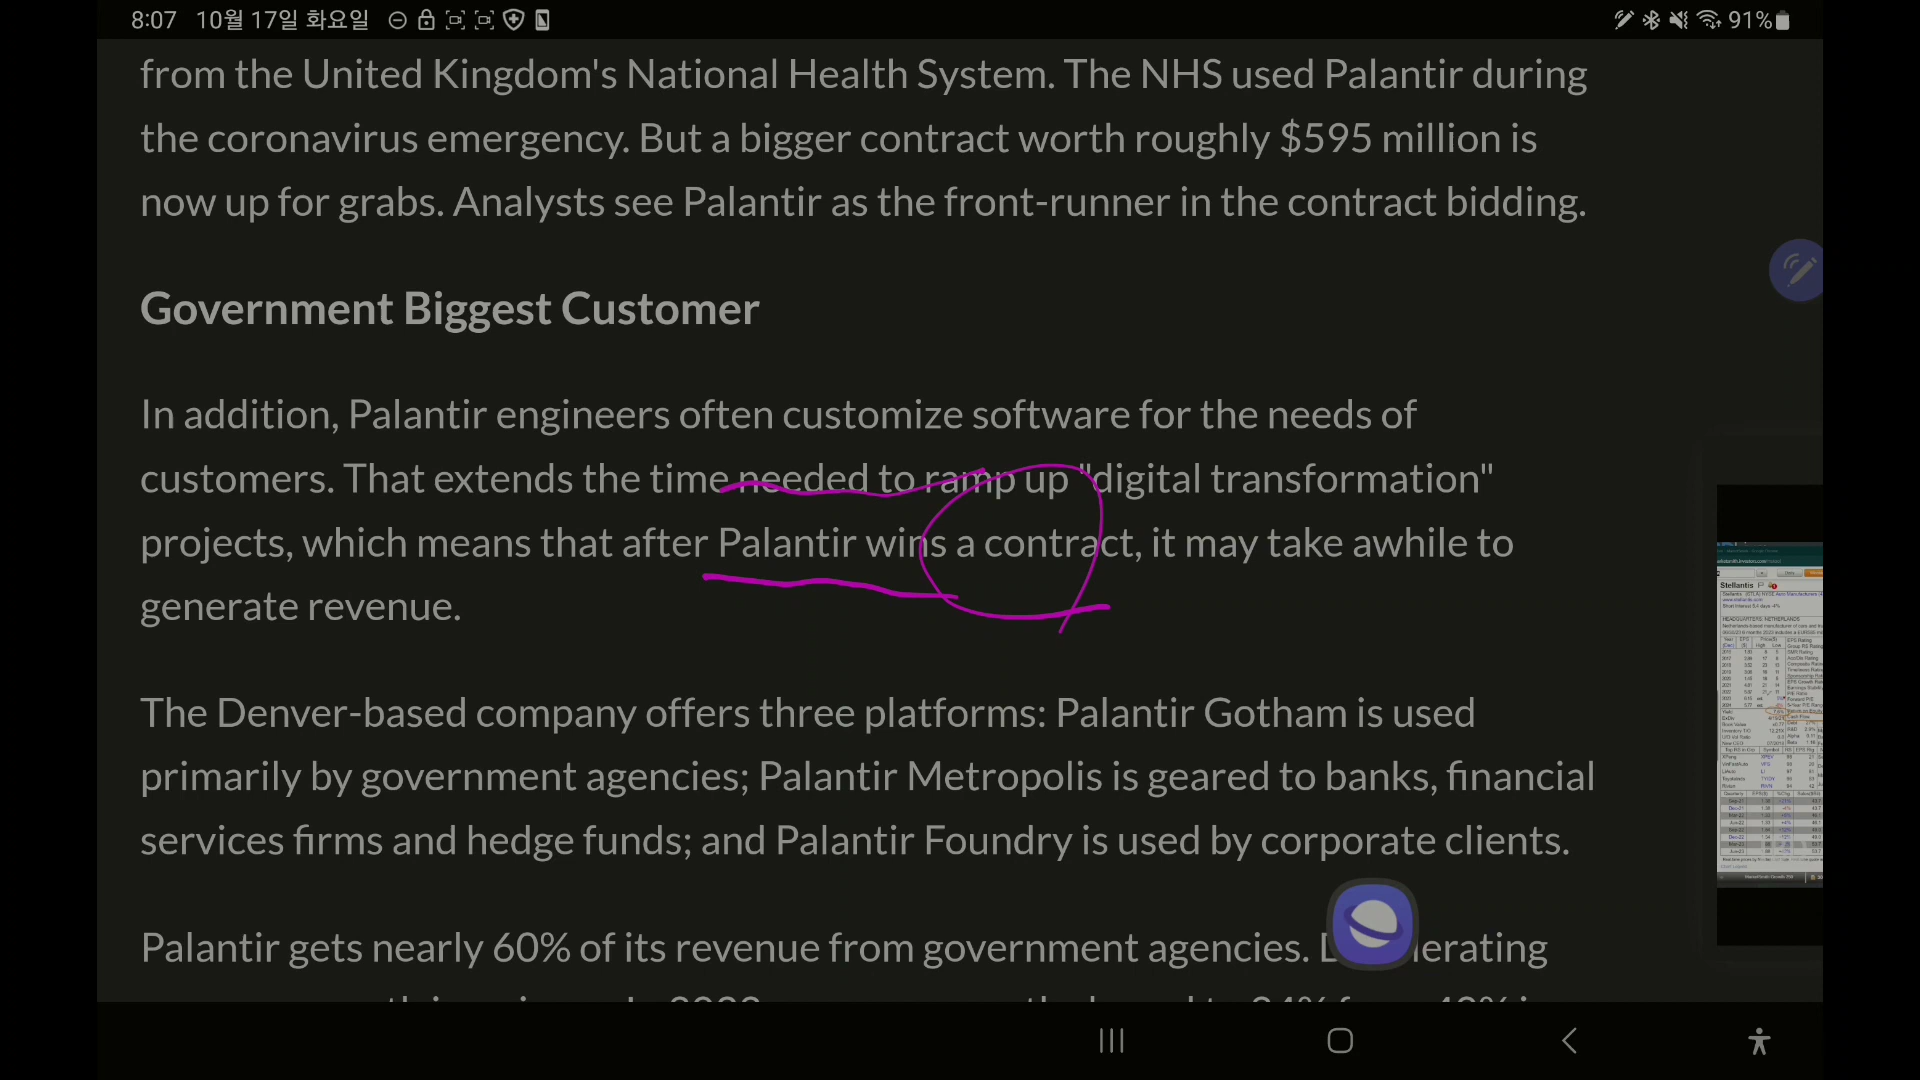 8:07 10월 17일 화요일 91%
from the United Kingdom's National Health System. The NHS used Palantir during
the coronavirus emergency. But a bigger contract worth roughly $595 million is
now up for grabs. Analysts see Palantir as the front-runner in the contract bidding.
Government Biggest Customer
In addition, Palantir engineers often customize software for the needs of
customers. That extends the time needed to ramp up "digital transformation"
projects, which means that after Palantir wins a contract, it may take awhile to
generate revenue.
The Denver-based company offers three platforms: Palantir Gotham is used
primarily by government agencies; Palantir Metropolis is geared to banks, financial
services firms and hedge funds; and Palantir Foundry is used by corporate clients.
Palantir gets nearly 60% of its revenue from government agencies.
Stellantis
HEADQUARTERS: NETHERLANDS